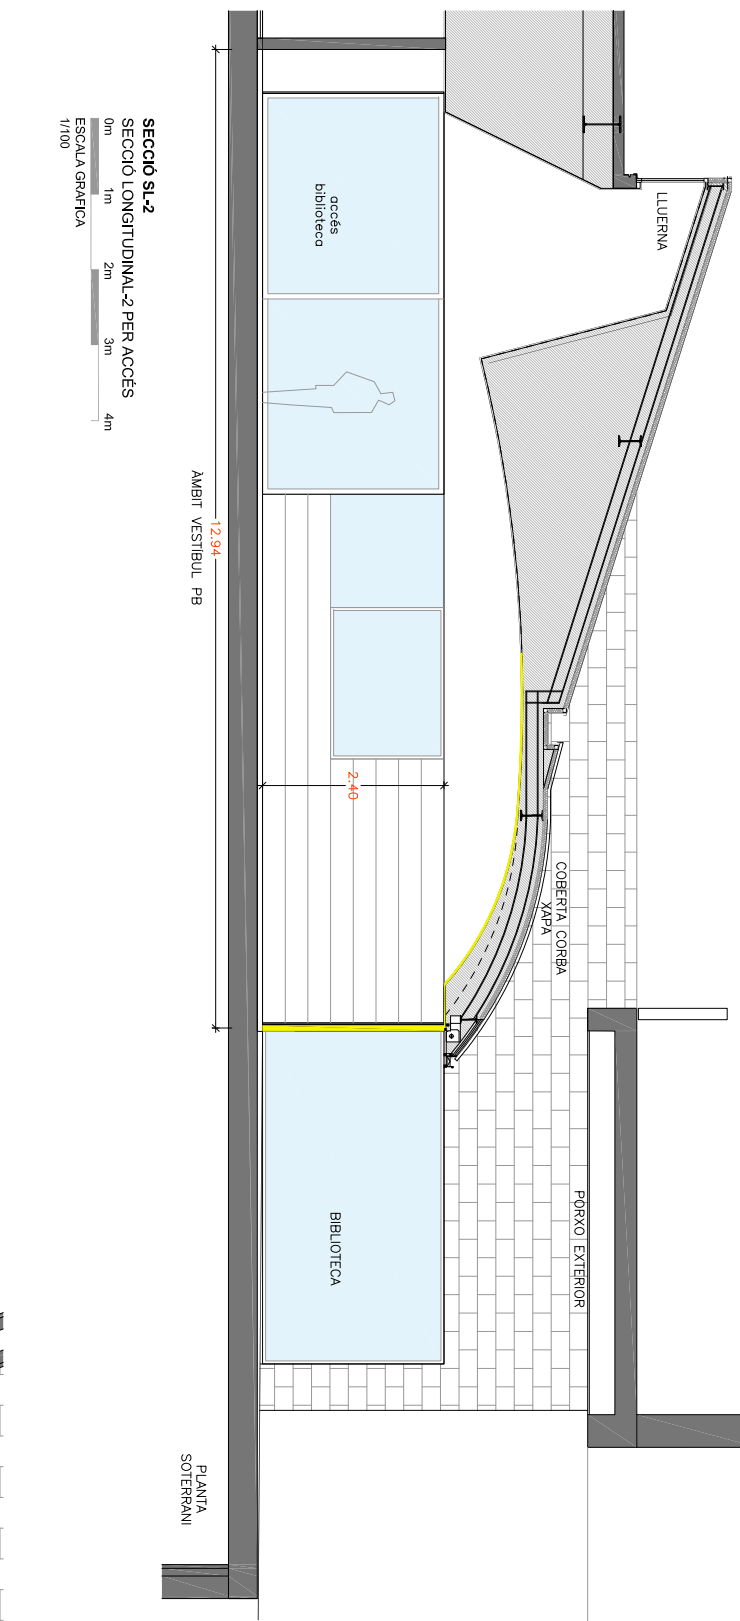 LLUERNA
accés
biblioteca
COBERTA CORBA
XAPA
2.40
12.94
ÀMBIT VESTÍBUL PB
BIBLIOTECA
PORXO EXTERIOR
PLANTA
SOTERRANI
SECCIÓ SL-2
SECCIÓ LONGITUDINAL-2 PER ACCÉS
0m 1m 2m 3m 4m
ESCALA GRAFICA
1/100